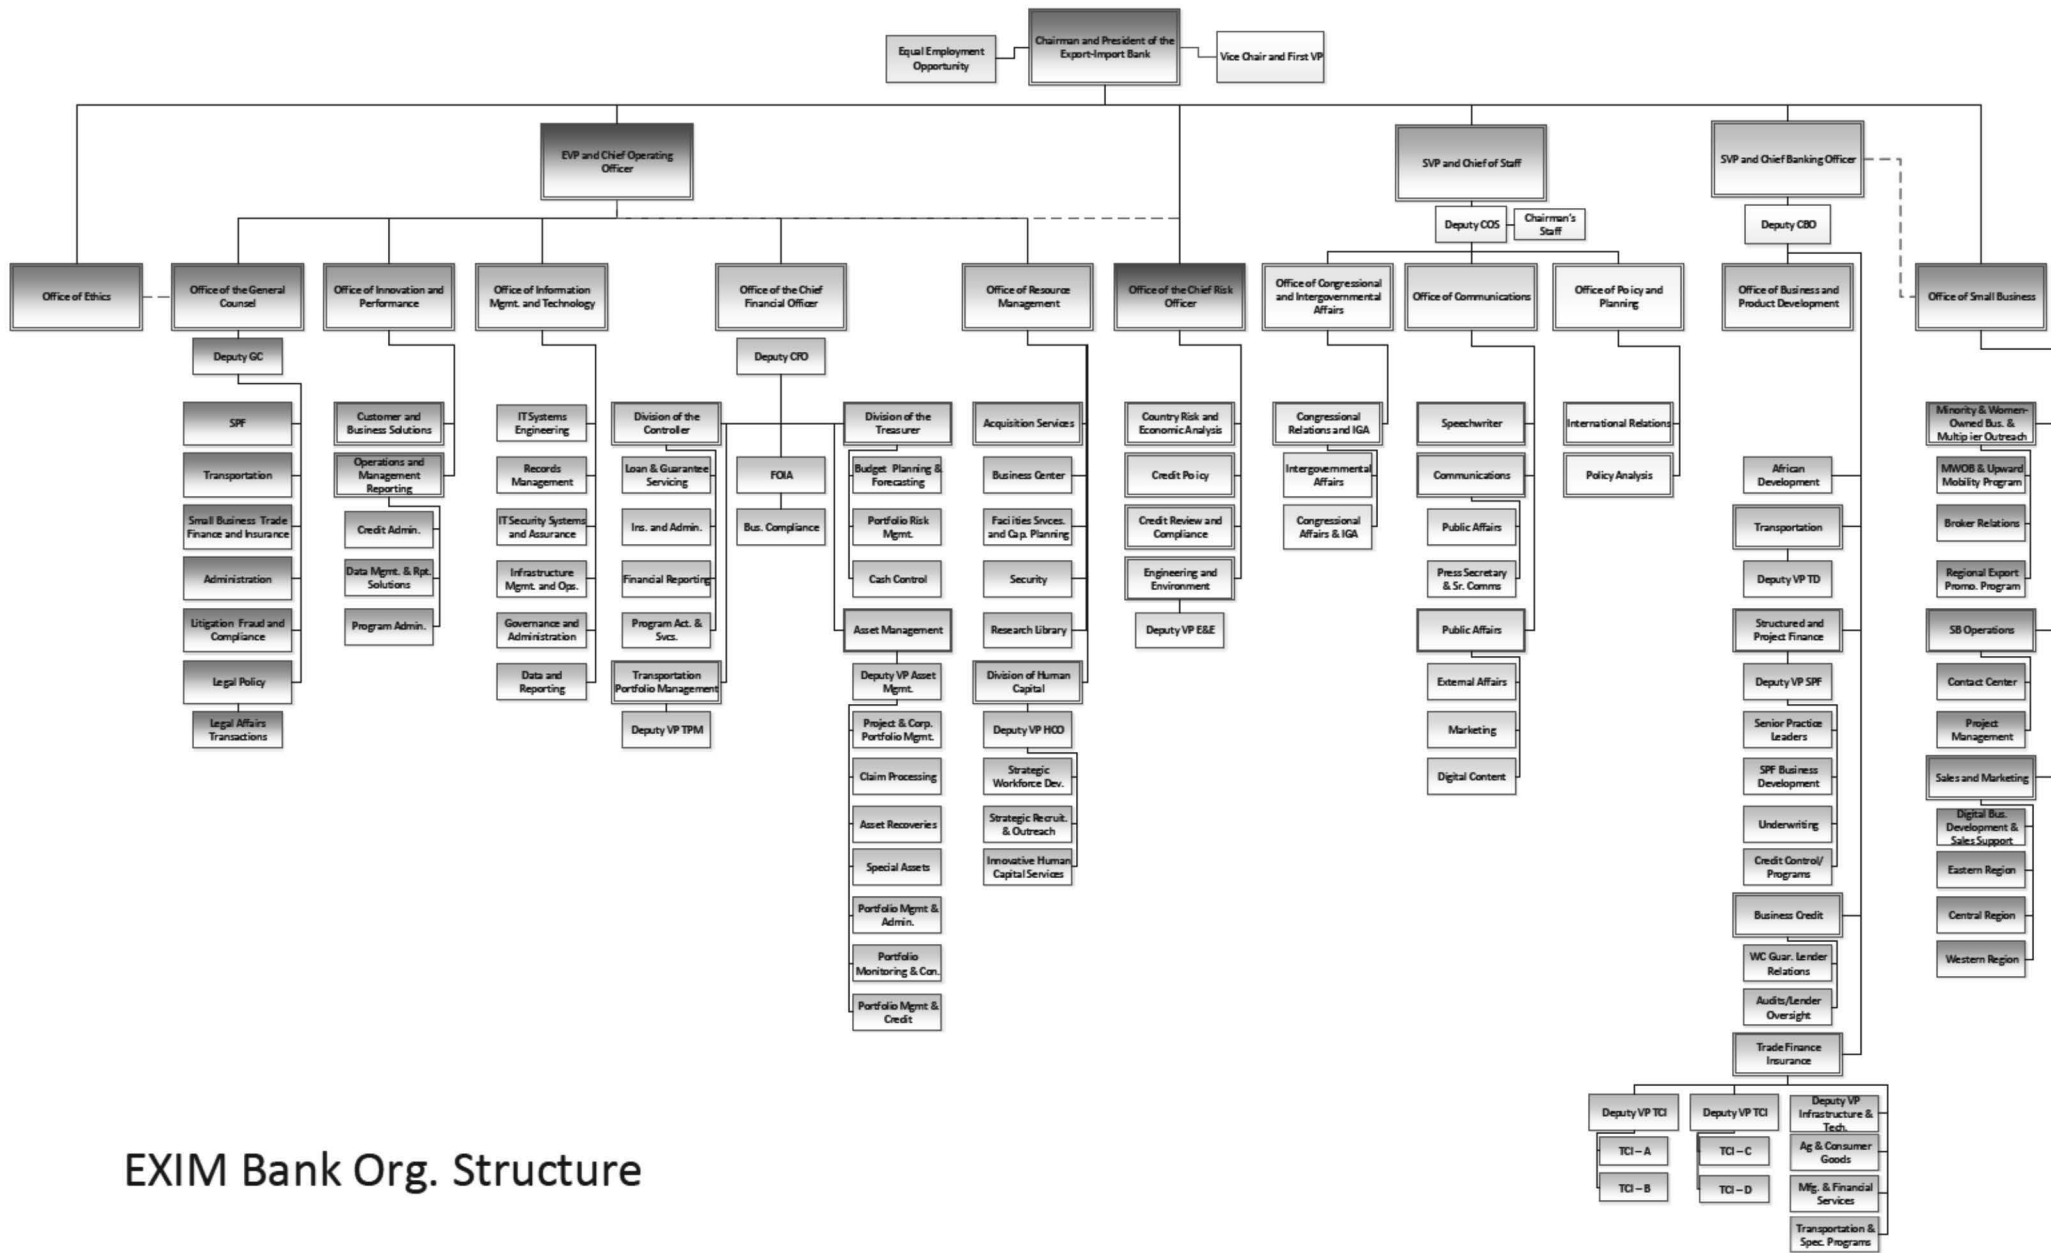 Chairman and President of the
Export-Import Bank
Equal Employment
Opportunity
Vice Chair and First VP
EVP and Chief Operating
Officer
SVP and Chief of Staff
SVP and Chief Banking Officer
Deputy COS
Chairman's
Staff
Deputy CBO
Office of Ethics
Office of the General
Counsel
Office of Innovation and
Performance
Office of Information
Mgmt. and Technology
Office of the Chief
Financial Officer
Office of Resource
Management
Office of the Chief Risk
Officer
Office of Congressional
and Intergovernmental
Affairs
Office of Communications
Office of Policy and
Planning
Office of Business and
Product Development
Office of Small Business
Deputy GC
SPF
Transportation
Small Business Trade
Finance and Insurance
Administration
Litigation Fraud and
Compliance
Legal Policy
Legal Affairs
Transactions
Customer and
Business Solutions
Operations and
Management
Reporting
Credit Admin.
Data Mgmt. & Rpt.
Solutions
Program Admin.
IT Systems
Engineering
Records
Management
IT Security Systems
and Assurance
Infrastructure
Mgmt. and Ops.
Governance and
Administration
Data and
Reporting
Deputy CFO
Division of the
Controller
Loan & Guarantee
Servicing
Ins. and Admin.
Financial Reporting
Program Act. &
Svcs.
Transportation
Portfolio Management
Deputy VP TPM
FOIA
Bus. Compliance
Division of the
Treasurer
Budget Planning &
Forecasting
Portfolio Risk
Mgmt.
Cash Control
Asset Management
Deputy VP Asset
Mgmt.
Project & Corp.
Portfolio Mgmt.
Claim Processing
Asset Recoveries
Special Assets
Portfolio Mgmt &
Admin.
Portfolio
Monitoring & Con.
Portfolio Mgmt &
Credit
Acquisition Services
Business Center
Faci ities Srvces.
and Cap. Planning
Security
Research Library
Division of Human
Capital
Deputy VP HCO
Strategic
Workforce Dev.
Strategic Recruit.
& Outreach
Innovative Human
Capital Services
Country Risk and
Economic Analysis
Credit Policy
Credit Review and
Compliance
Engineering and
Environment
Deputy VP E&E
Congressional
Relations and IGA
Intergovernmental
Affairs
Congressional
Affairs & IGA
Speechwriter
Communications
Public Affairs
Press Secretary
& Sr. Comms
Public Affairs
External Affairs
Marketing
Digital Content
International Relations
Policy Analysis
African
Development
Transportation
Deputy VP TD
Structured and
Project Finance
Deputy VP SPF
Senior Practice
Leaders
SPF Business
Development
Underwriting
Credit Control/
Programs
Business Credit
WC Guar. Lender
Relations
Audits/Lender
Oversight
Trade Finance
Insurance
Deputy VP TCI
TCI – A
TCI – B
Deputy VP TCI
TCI – C
TCI – D
Deputy VP
Infrastructure &
Tech.
Ag & Consumer
Goods
Mfg. & Financial
Services
Transportation &
Spec. Programs
Minority & Women-
Owned Bus. &
Multip ier Outreach
MWOB & Upward
Mobility Program
Broker Relations
Regional Export
Promo. Program
SB Operations
Contact Center
Project
Management
Sales and Marketing
Digital Bus.
Development &
Sales Support
Eastern Region
Central Region
Western Region
EXIM Bank Org. Structure